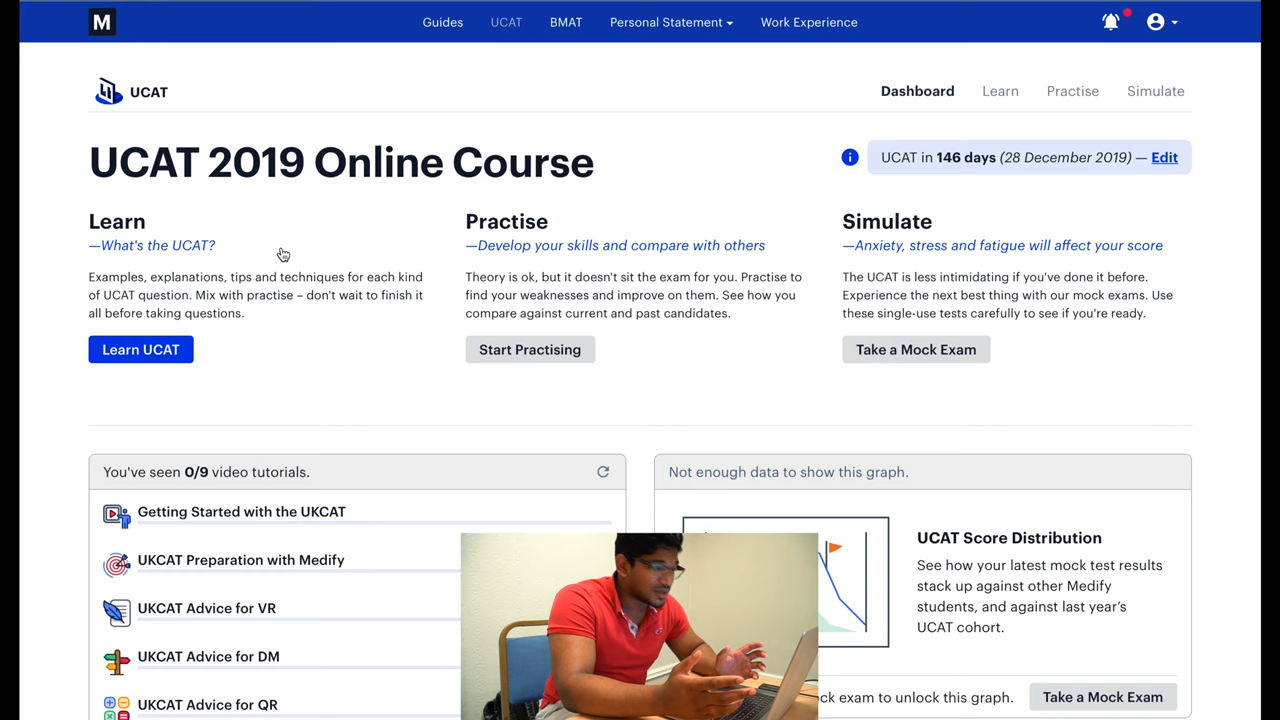 M
Guides
UCAT
BMAT
Personal Statement
Work Experience
UCAT
Dashboard
Learn
Practise
Simulate
UCAT 2019 Online Course
UCAT in 146 days (28 December 2019) — Edit
Learn
—What's the UCAT?
Examples, explanations, tips and techniques for each kind
of UCAT question. Mix with practise – don't wait to finish it
all before taking questions.
Learn UCAT
Practise
—Develop your skills and compare with others
Theory is ok, but it doesn't sit the exam for you. Practise to
find your weaknesses and improve on them. See how you
compare against current and past candidates.
Start Practising
Simulate
—Anxiety, stress and fatigue will affect your score
The UCAT is less intimidating if you've done it before.
Experience the next best thing with our mock exams. Use
these single-use tests carefully to see if you're ready.
Take a Mock Exam
You've seen 0/9 video tutorials.
Getting Started with the UKCAT
UKCAT Preparation with Medify
UKCAT Advice for VR
UKCAT Advice for DM
UKCAT Advice for QR
Not enough data to show this graph.
UCAT Score Distribution
See how your latest mock test results
stack up against other Medify
students, and against last year's
UCAT cohort.
ck exam to unlock this graph.
Take a Mock Exam